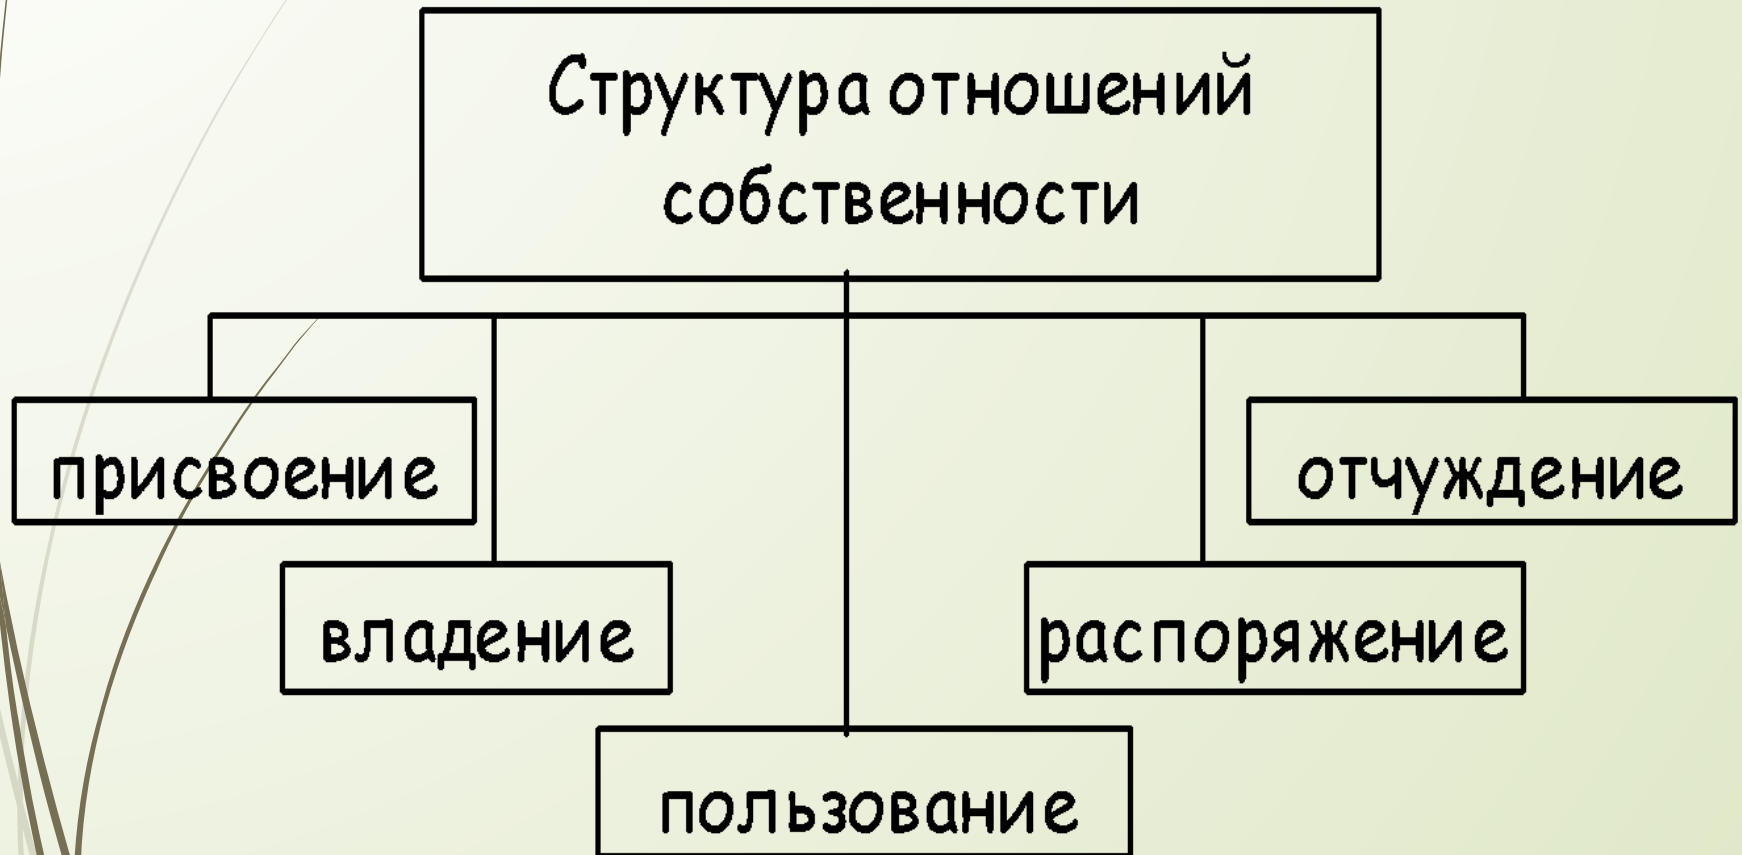 Структура отношений
собственности
присвоение
отчуждение
владение
распоряжение
пользование